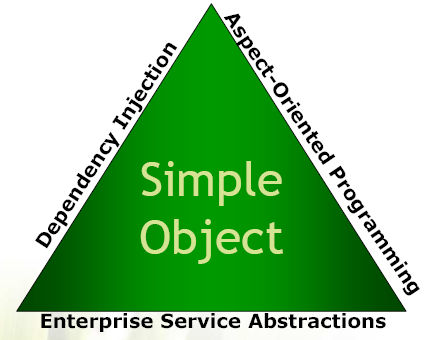 Dependency Injection
Aspect-Oriented Programming
Simple
Object
Enterprise Service Abstractions